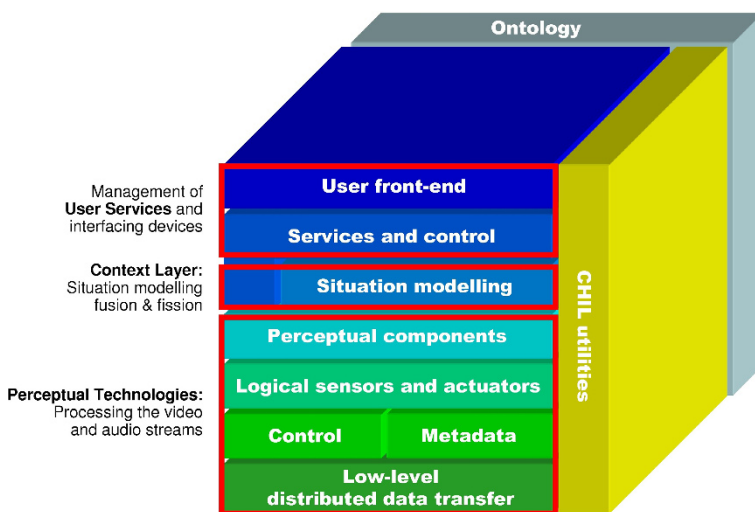 Ontology
Management of
User Services and
interfacing devices
User front-end
Services and control
Context Layer:
Situation modelling
fusion & fission
Situation modelling
Perceptual Technologies:
Processing the video
and audio streams
Perceptual components
Logical sensors and actuators
Control
Metadata
Low-level
distributed data transfer
CHIL utilities